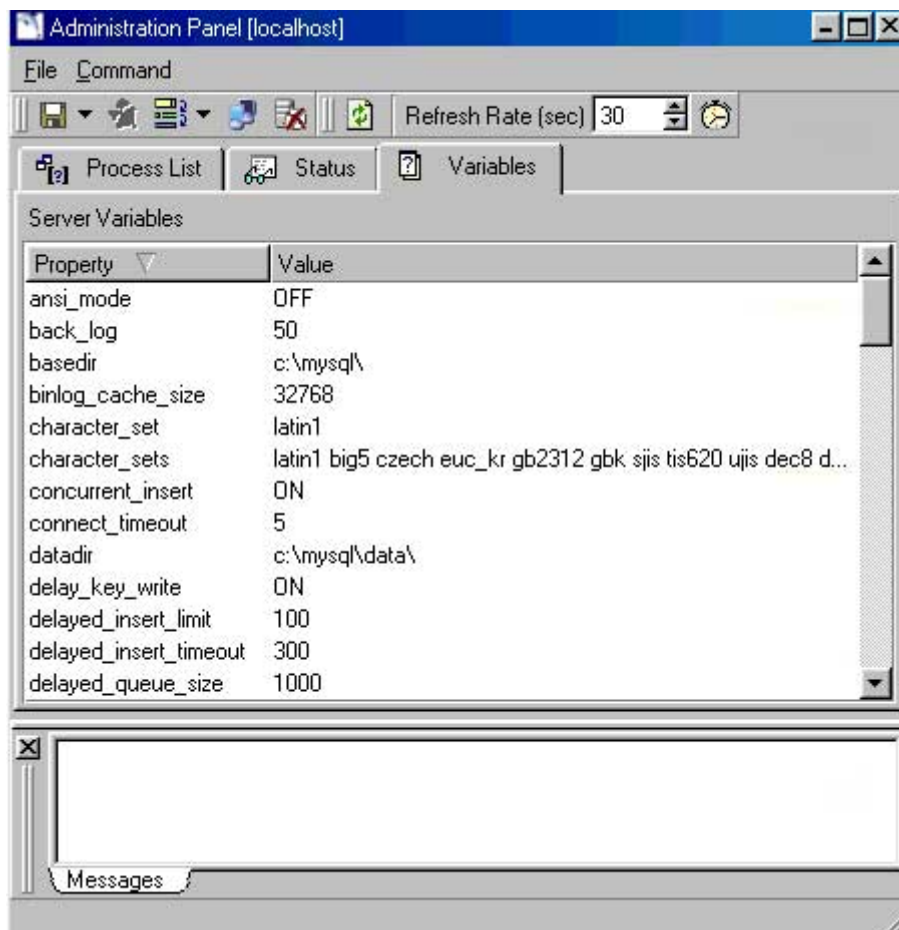 Administration Panel [localhost]
File Command
Refresh Rate (sec) 30
Process List Status Variables
Server Variables
Property Value
ansi_mode OFF
back_log 50
basedir c:\mysql\
binlog_cache_size 32768
character_set latin1
character_sets latin1 big5 czech euc_kr gb2312 gbk sjis tis620 ujis dec8 d...
concurrent_insert ON
connect_timeout 5
datadir c:\mysql\data\
delay_key_write ON
delayed_insert_limit 100
delayed_insert_timeout 300
delayed_queue_size 1000
Messages